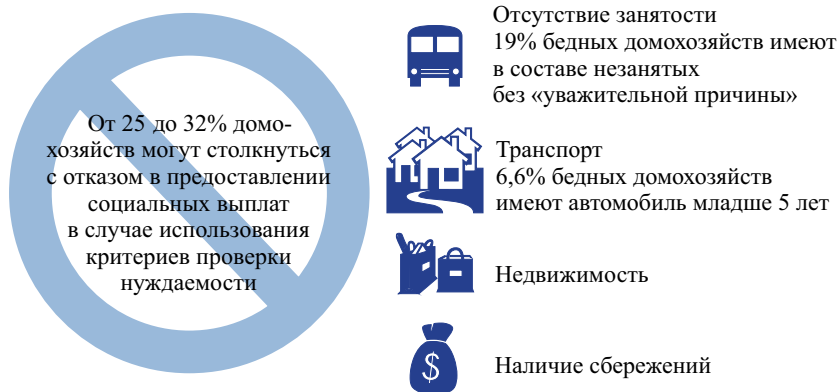 От 25 до 32% домо-
хозяйств могут столкнуться
с отказом в предоставлении
социальных выплат
в случае использования
критериев проверки
нуждаемости
Отсутствие занятости
19% бедных домохозяйств имеют
в составе незанятых
без «уважительной причины»
Транспорт
6,6% бедных домохозяйств
имеют автомобиль младше 5 лет
Недвижимость
$
Наличие сбережений